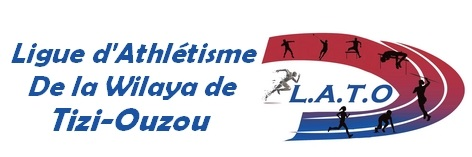 Ligue d'Athlétisme
De la Wilaya de
Tizi-Ouzou
L.A.T.O